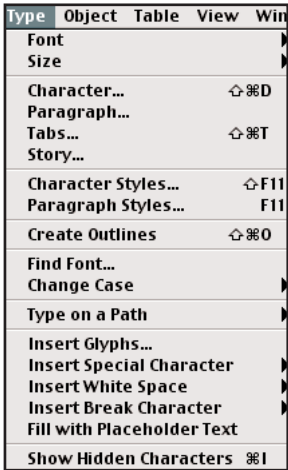 Type Object Table View Win
Font
Size
Character... ⇧⌘D
Paragraph...
Tabs... ⇧⌘T
Story...
Character Styles... ⇧F11
Paragraph Styles... F11
Create Outlines ⇧⌘O
Find Font...
Change Case
Type on a Path
Insert Glyphs...
Insert Special Character
Insert White Space
Insert Break Character
Fill with Placeholder Text
Show Hidden Characters ⌘I